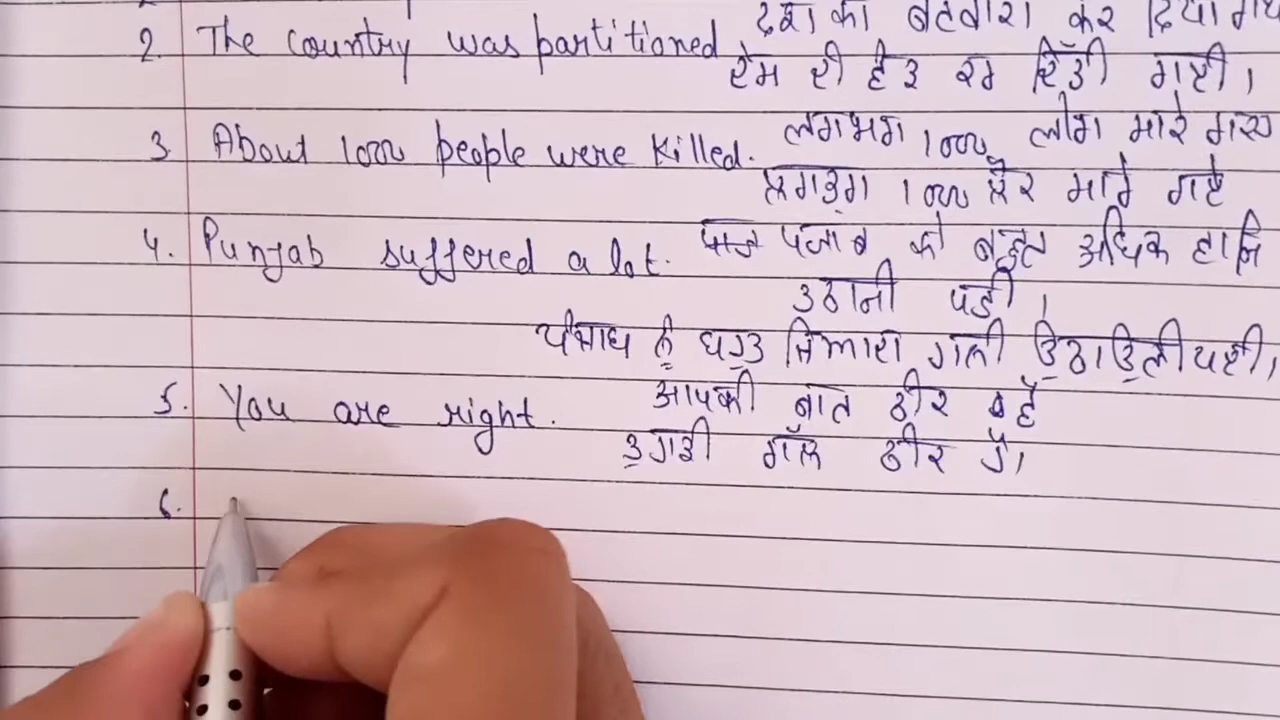 2. The country was partitioned देश का बटवारा कर दिया
ਦੇਸ਼ ਦੀ ਵੰਡ ਕਰ ਦਿੱਤੀ ਗਈ।
3. About 1000 people were killed. लगभग 1000 लोग मारे गए
ਲਗਭਗ 1000 ਲੋਕ ਮਾਰੇ ਗਏ
4. Punjab suffered a lot. पंजाब को बहुत अधिक हानि
उठानी पड़ी।
ਪੰਜਾਬ ਨੂੰ ਬਹੁਤ ਜਿਆਦਾ ਹਾਨੀ ਉਠਾਉਣੀ ਪਈ।
5. You are right. आपकी बात ठीक है
ਤੁਹਾਡੀ ਗੱਲ ਠੀਕ ਹੈ।
6.